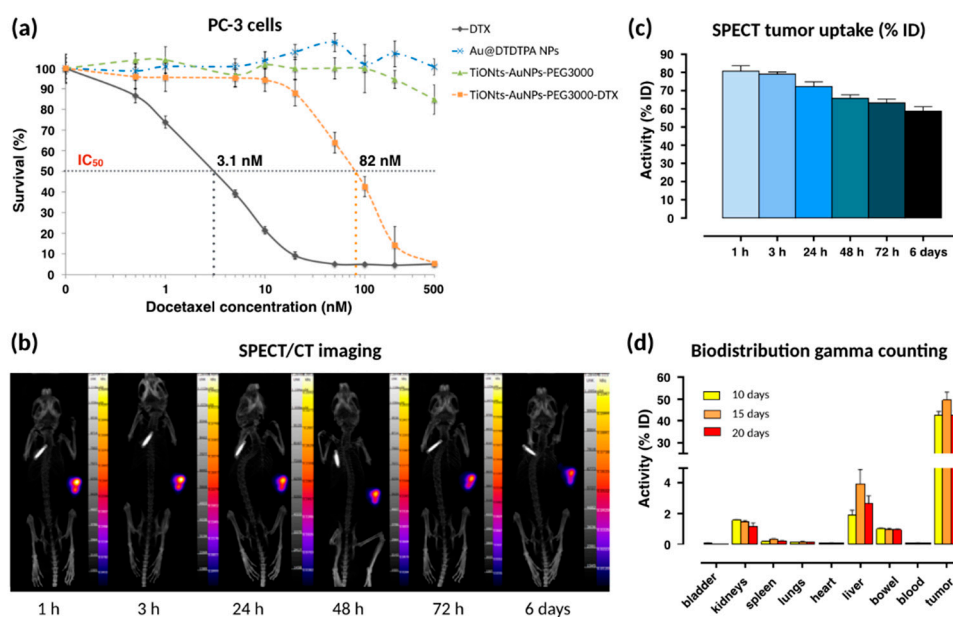 (a)
PC-3 cells
DTX
Au@DTDTPA NPs
TiONts-AuNPs-PEG3000
TiONts-AuNPs-PEG3000-DTX
Survival (%)
120
110
100
90
80
70
60
50
40
30
20
10
0
IC50
3.1 nM
82 nM
0 1 10 100 500
Docetaxel concentration (nM)
(c)
SPECT tumor uptake (% ID)
Activity (% ID)
90
80
70
60
50
40
30
20
10
0
1 h 3 h 24 h 48 h 72 h 6 days
(b)
SPECT/CT imaging
1 h 3 h 24 h 48 h 72 h 6 days
(d)
Biodistribution gamma counting
Activity (% ID)
60
50
40
30
4
2
0
10 days
15 days
20 days
bladder kidneys spleen lungs heart liver bowel blood tumor